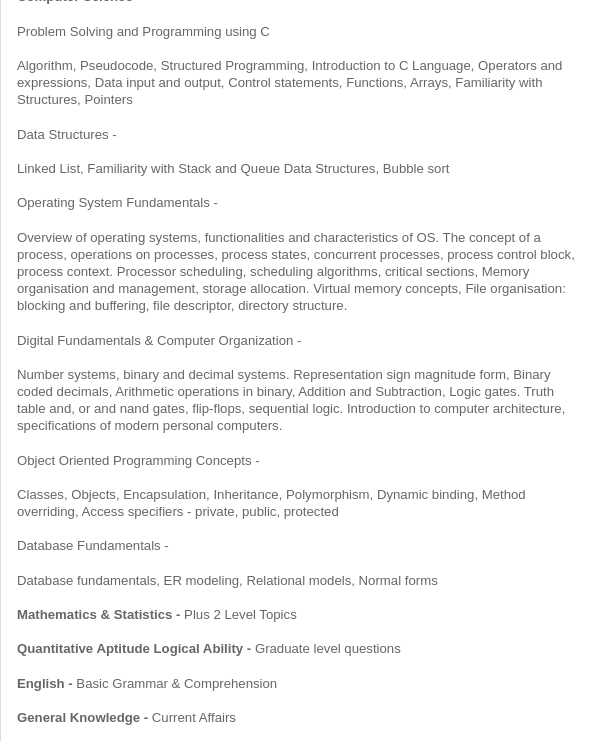 Computer Science
Problem Solving and Programming using C
Algorithm, Pseudocode, Structured Programming, Introduction to C Language, Operators and
expressions, Data input and output, Control statements, Functions, Arrays, Familiarity with
Structures, Pointers
Data Structures -
Linked List, Familiarity with Stack and Queue Data Structures, Bubble sort
Operating System Fundamentals -
Overview of operating systems, functionalities and characteristics of OS. The concept of a
process, operations on processes, process states, concurrent processes, process control block,
process context. Processor scheduling, scheduling algorithms, critical sections, Memory
organisation and management, storage allocation. Virtual memory concepts, File organisation:
blocking and buffering, file descriptor, directory structure.
Digital Fundamentals & Computer Organization -
Number systems, binary and decimal systems. Representation sign magnitude form, Binary
coded decimals, Arithmetic operations in binary, Addition and Subtraction, Logic gates. Truth
table and, or and nand gates, flip-flops, sequential logic. Introduction to computer architecture,
specifications of modern personal computers.
Object Oriented Programming Concepts -
Classes, Objects, Encapsulation, Inheritance, Polymorphism, Dynamic binding, Method
overriding, Access specifiers - private, public, protected
Database Fundamentals -
Database fundamentals, ER modeling, Relational models, Normal forms
Mathematics & Statistics - Plus 2 Level Topics
Quantitative Aptitude Logical Ability - Graduate level questions
English - Basic Grammar & Comprehension
General Knowledge - Current Affairs